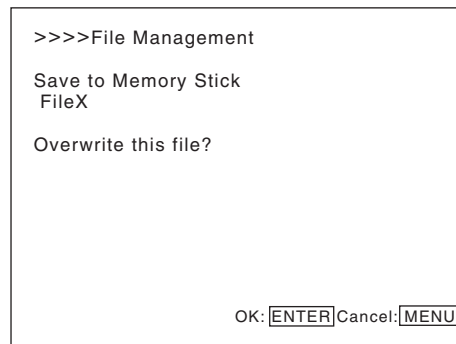 >>>>File Management
Save to Memory Stick
FileX
Overwrite this file?
OK: ENTER Cancel: MENU